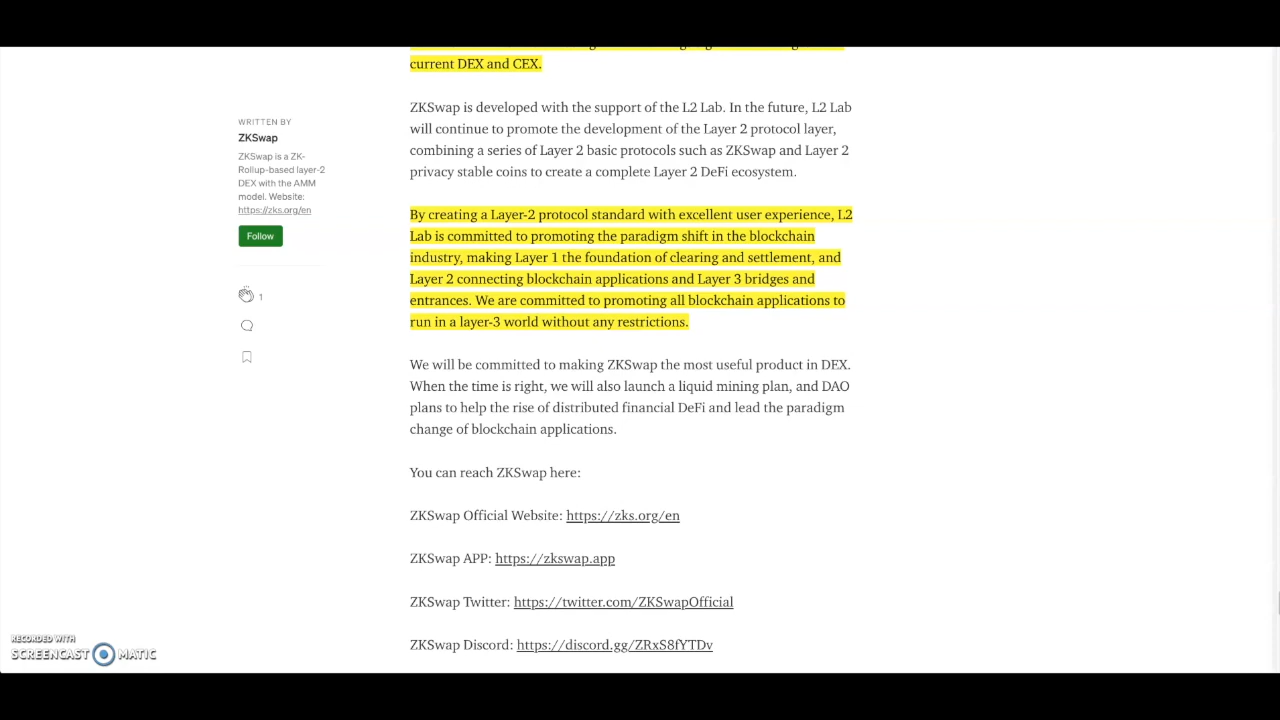 current DEX and CEX.
ZKSwap is developed with the support of the L2 Lab. In the future, L2 Lab
will continue to promote the development of the Layer 2 protocol layer,
combining a series of Layer 2 basic protocols such as ZKSwap and Layer 2
privacy stable coins to create a complete Layer 2 DeFi ecosystem.
WRITTEN BY
ZKSwap
ZKSwap is a ZK-
Rollup-based layer-2
DEX with the AMM
model. Website:
https://zks.org/en
Follow
1
By creating a Layer-2 protocol standard with excellent user experience, L2
Lab is committed to promoting the paradigm shift in the blockchain
industry, making Layer 1 the foundation of clearing and settlement, and
Layer 2 connecting blockchain applications and Layer 3 bridges and
entrances. We are committed to promoting all blockchain applications to
run in a layer-3 world without any restrictions.
We will be committed to making ZKSwap the most useful product in DEX.
When the time is right, we will also launch a liquid mining plan, and DAO
plans to help the rise of distributed financial DeFi and lead the paradigm
change of blockchain applications.
You can reach ZKSwap here:
ZKSwap Official Website: https://zks.org/en
ZKSwap APP: https://zkswap.app
ZKSwap Twitter: https://twitter.com/ZKSwapOfficial
ZKSwap Discord: https://discord.gg/ZRxS8fYTDv
RECORDED WITH
SCREENCAST MATIC